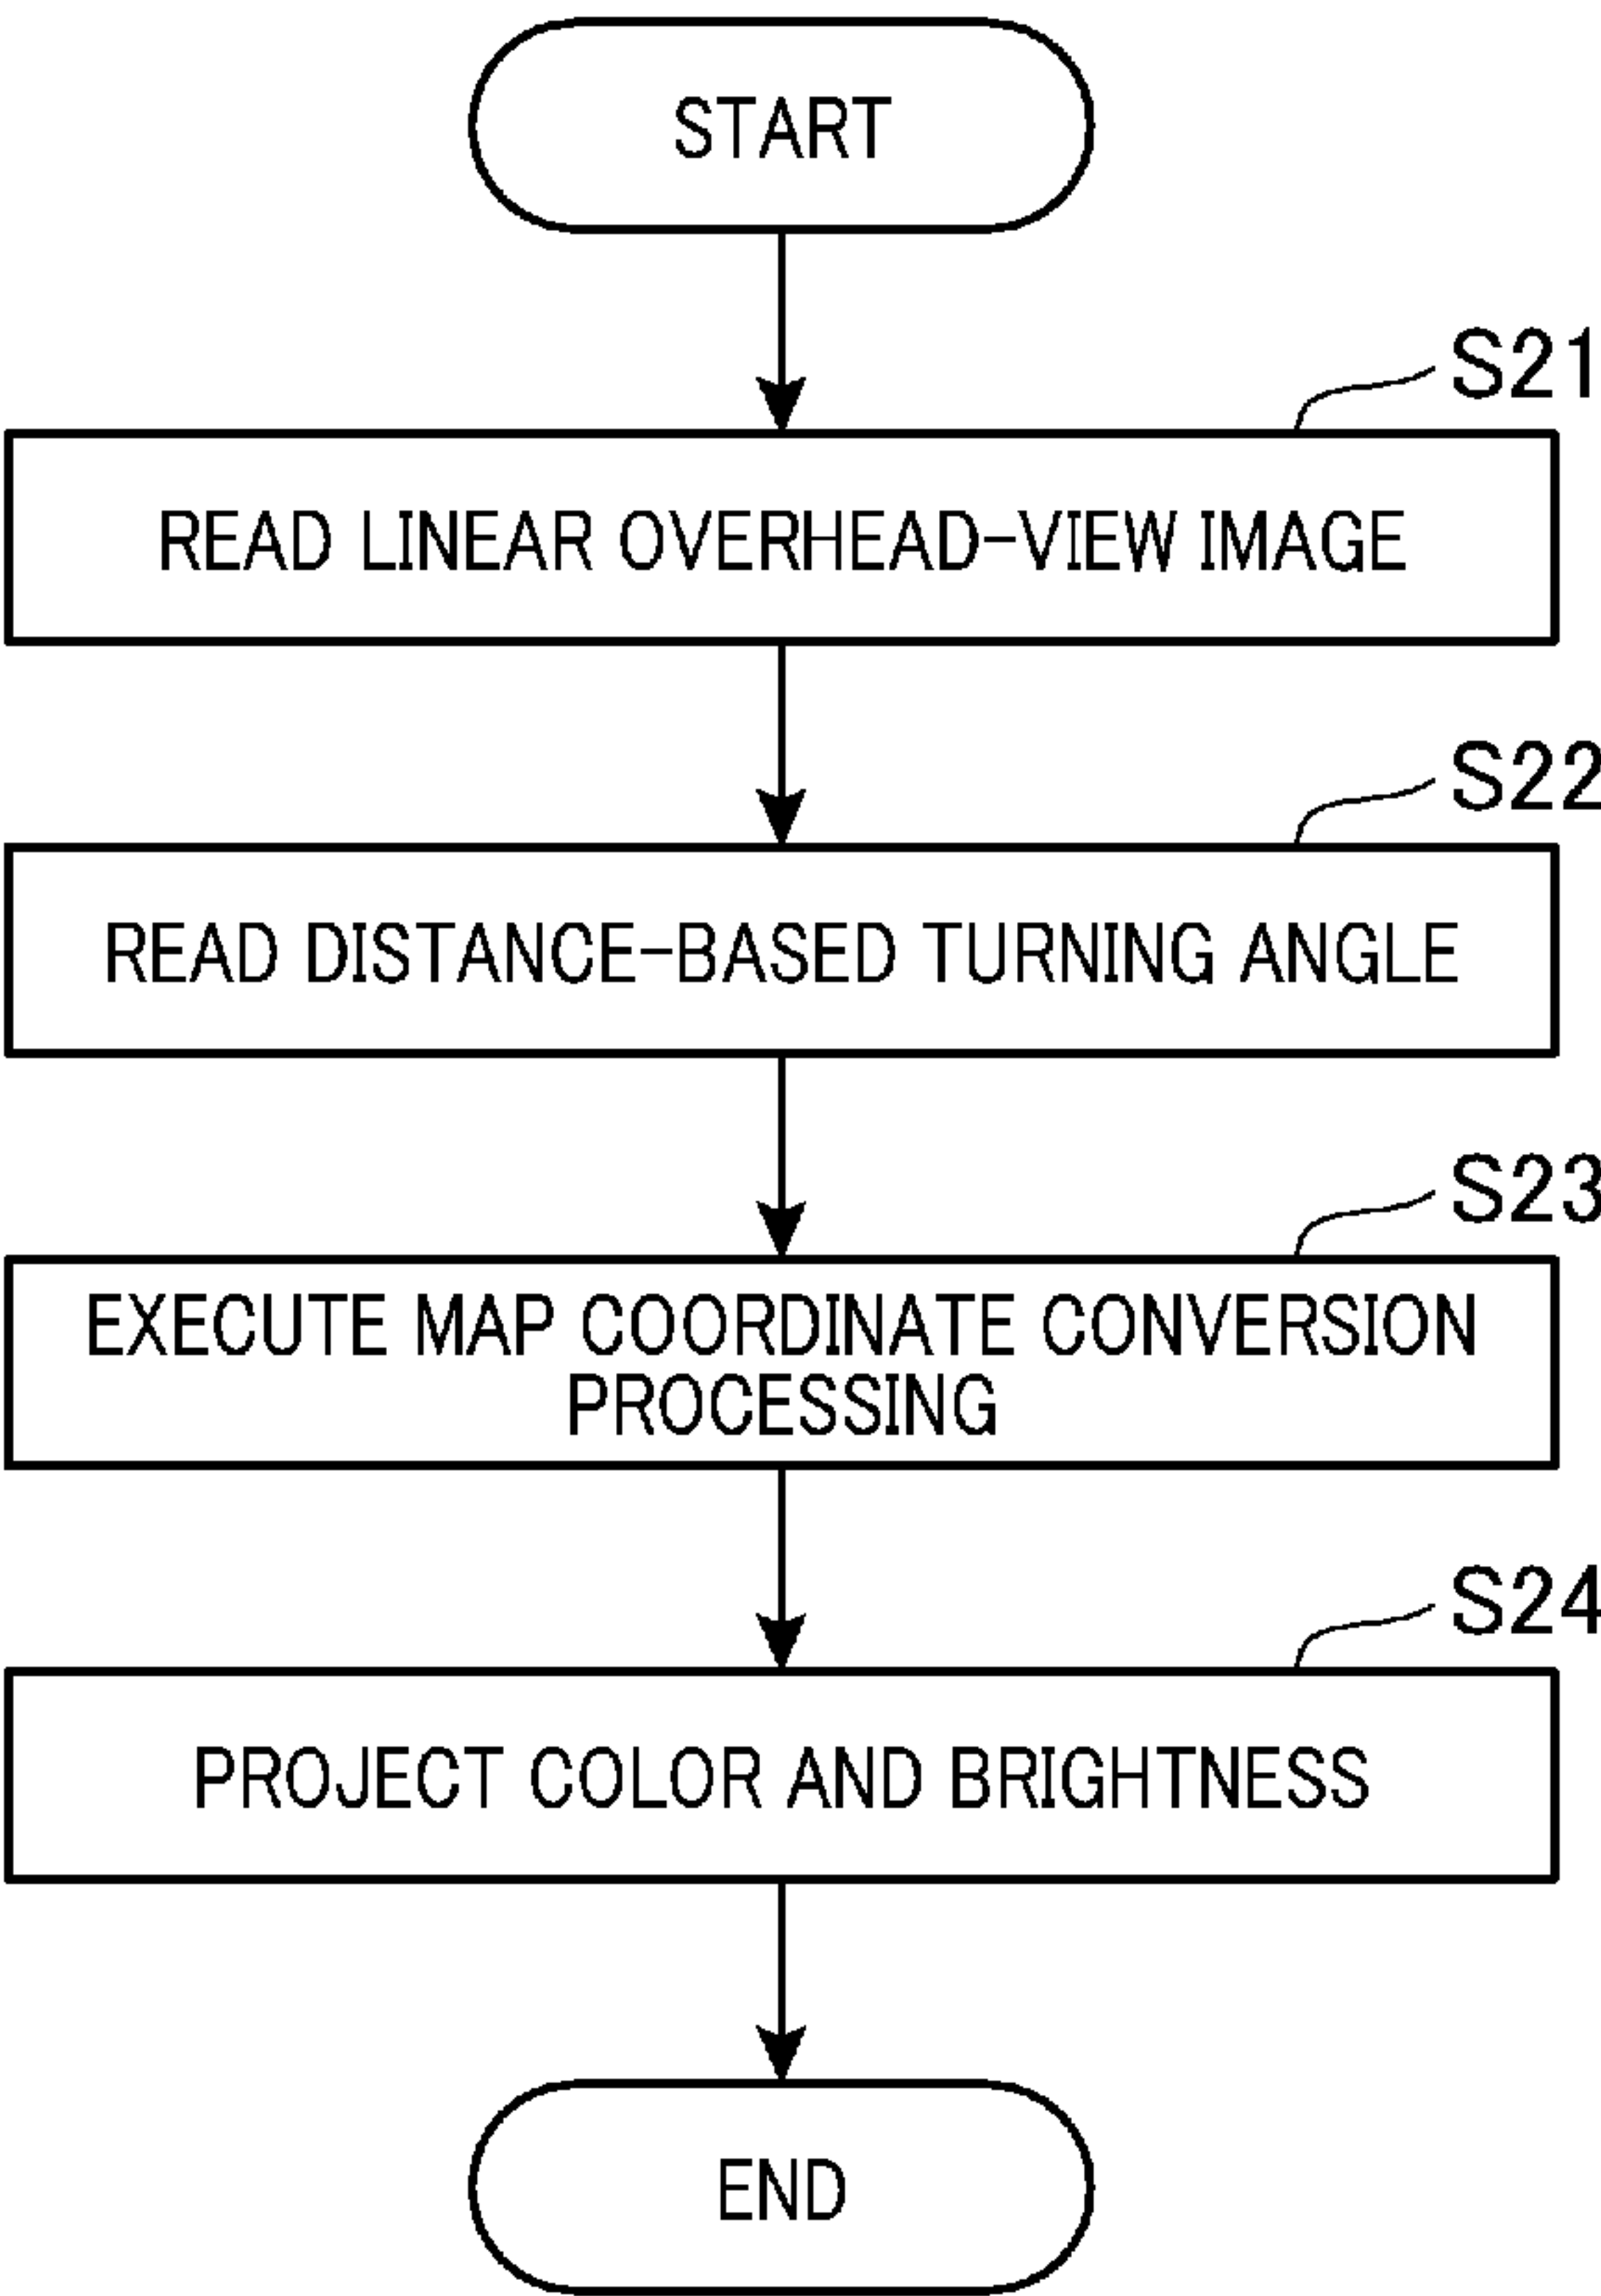 START
S21
READ LINEAR OVERHEAD-VIEW IMAGE
S22
READ DISTANCE-BASED TURNING ANGLE
S23
EXECUTE MAP COORDINATE CONVERSION
PROCESSING
S24
PROJECT COLOR AND BRIGHTNESS
END